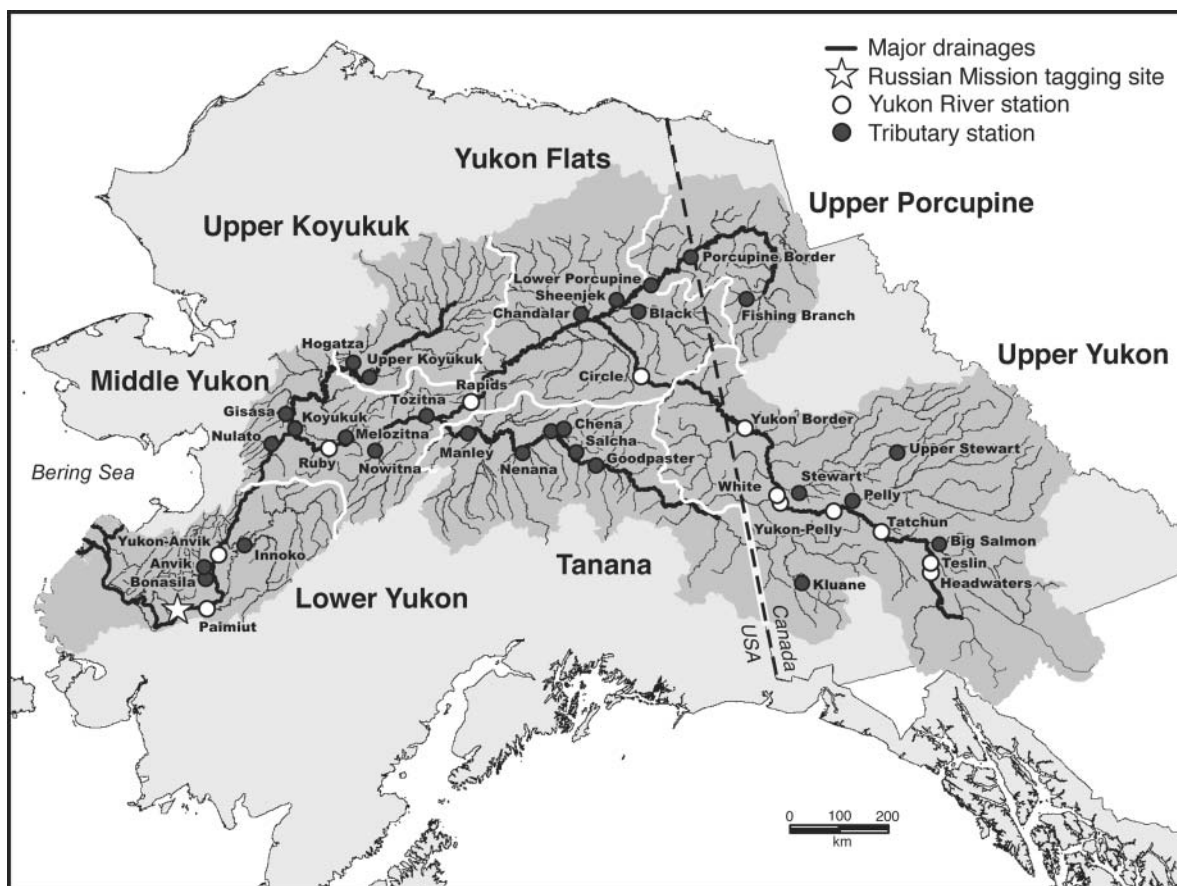 Major drainages
Russian Mission tagging site
Yukon River station
Tributary station
Yukon Flats
Upper Porcupine
Upper Koyukuk
Porcupine Border
Lower Porcupine
Sheenjek
Chandalar
Black
Fishing Branch
Hogatza
Upper Koyukuk
Upper Yukon
Middle Yukon
Rapids
Circle
Gisasa
Koyukuk
Tozitna
Yukon Border
Nulato
Melozitna
Chena
Manley
Salcha
Upper Stewart
Bering Sea
Ruby
Nowitna
Nenana
Goodpaster
Stewart
White
Pelly
Yukon-Pelly
Tatchun
Yukon-Anvik
Innoko
Big Salmon
Anvik
Teslin
Bonasila
Tanana
Kluane
Headwaters
Lower Yukon
Paimiut
Canada
USA
0 100 200
km